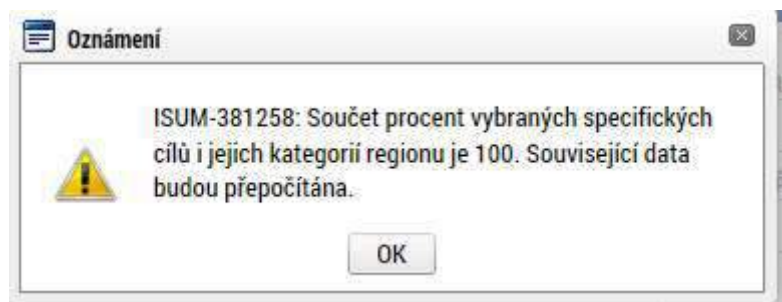 Oznámení
ISUM-381258: Součet procent vybraných specifických
cílů i jejich kategorií regionu je 100. Související data
budou přepočítána.
OK